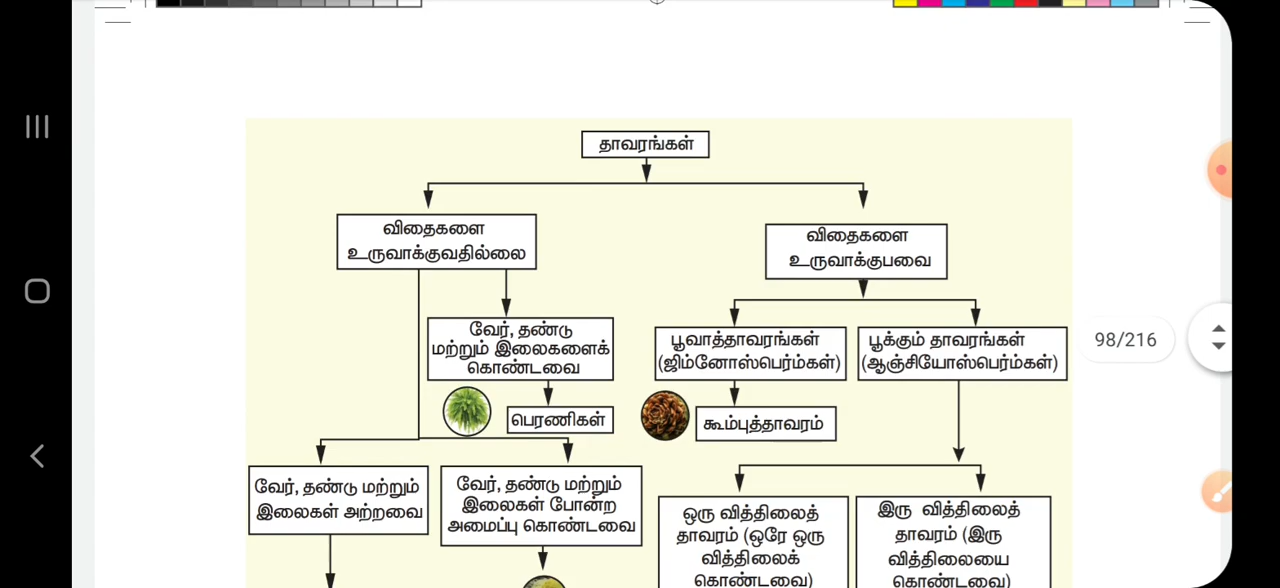 தாவரங்கள்
விதைகளை
உருவாக்குவதில்லை
விதைகளை
உருவாக்குபவை
வேர், தண்டு
மற்றும் இலைகளைக்
கொண்டவை
பெரணிகள்
பூவாத்தாவரங்கள்
(ஜிம்னோஸ்பெர்ம்கள்)
பூக்கும் தாவரங்கள்
(ஆஞ்சியோஸ்பெர்ம்கள்)
98/216
கூம்புத்தாவரம்
வேர், தண்டு மற்றும்
இலைகள் அற்றவை
வேர், தண்டு மற்றும்
இலைகள் போன்ற
அமைப்பு கொண்டவை
ஒரு வித்திலைத்
தாவரம் (ஒரே ஒரு
வித்திலைக்
கொண்டவை)
இரு வித்திலைத்
தாவரம் (இரு
வித்திலையை
கொண்டவை)